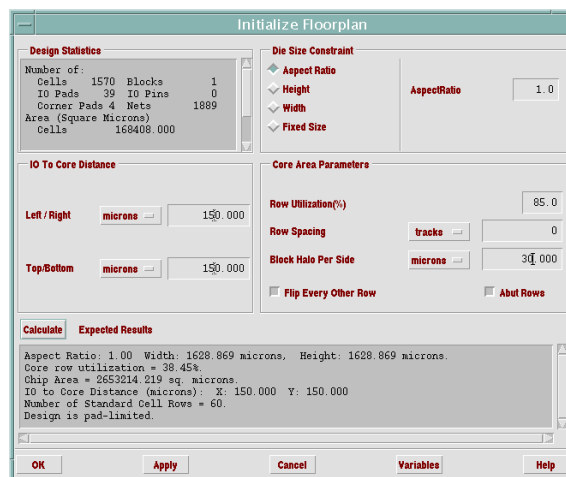 Initialize Floorplan
Design Statistics
Number of:
Cells 1570 Blocks 1
IO Pads 39 IO Pins 0
Corner Pads 4 Nets 1889
Area (Square Microns)
Cells 168408.000
Die Size Constraint
Aspect Ratio
Height
Width
Fixed Size
AspectRatio 1.0
IO To Core Distance
Left / Right microns 150.000
Top/Bottom microns 150.000
Core Area Parameters
Row Utilization(%) 85.0
Row Spacing tracks 0
Block Halo Per Side microns 30.000
Flip Every Other Row Abut Rows
Calculate Expected Results
Aspect Ratio: 1.00 Width: 1628.869 microns, Height: 1628.869 microns.
Core row utilization = 38.45%.
Chip Area = 2653214.219 sq. microns.
IO to Core Distance (microns): X: 150.000 Y: 150.000
Number of Standard Cell Rows = 60.
Design is pad-limited.
OK Apply Cancel Variables Help